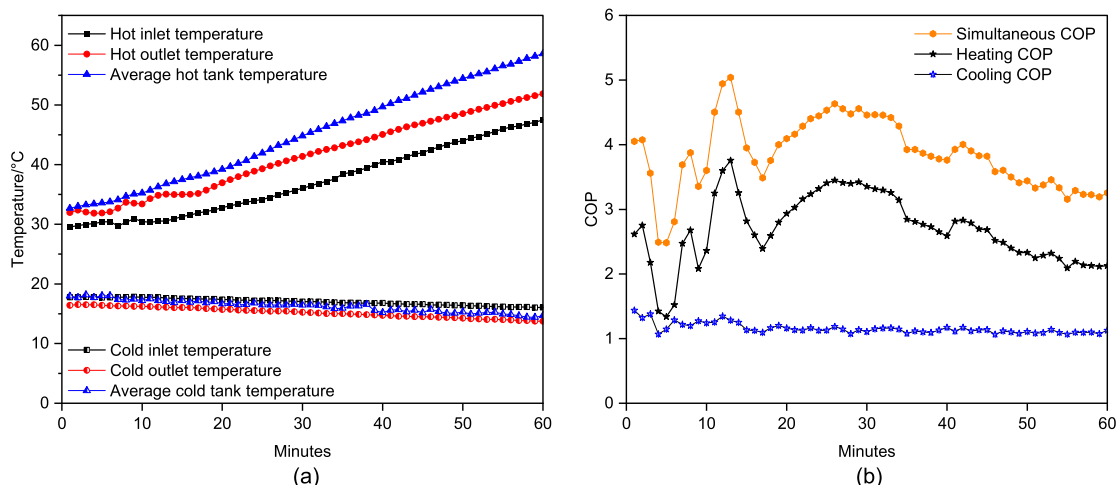 Hot inlet temperature
Hot outlet temperature
Average hot tank temperature
Cold inlet temperature
Cold outlet temperature
Average cold tank temperature
Temperature/°C
60
50
40
30
20
10
0
0 10 20 30 40 50 60
Minutes
(a)
Simultaneous COP
Heating COP
Cooling COP
COP
6
5
4
3
2
1
0
0 10 20 30 40 50 60
Minutes
(b)